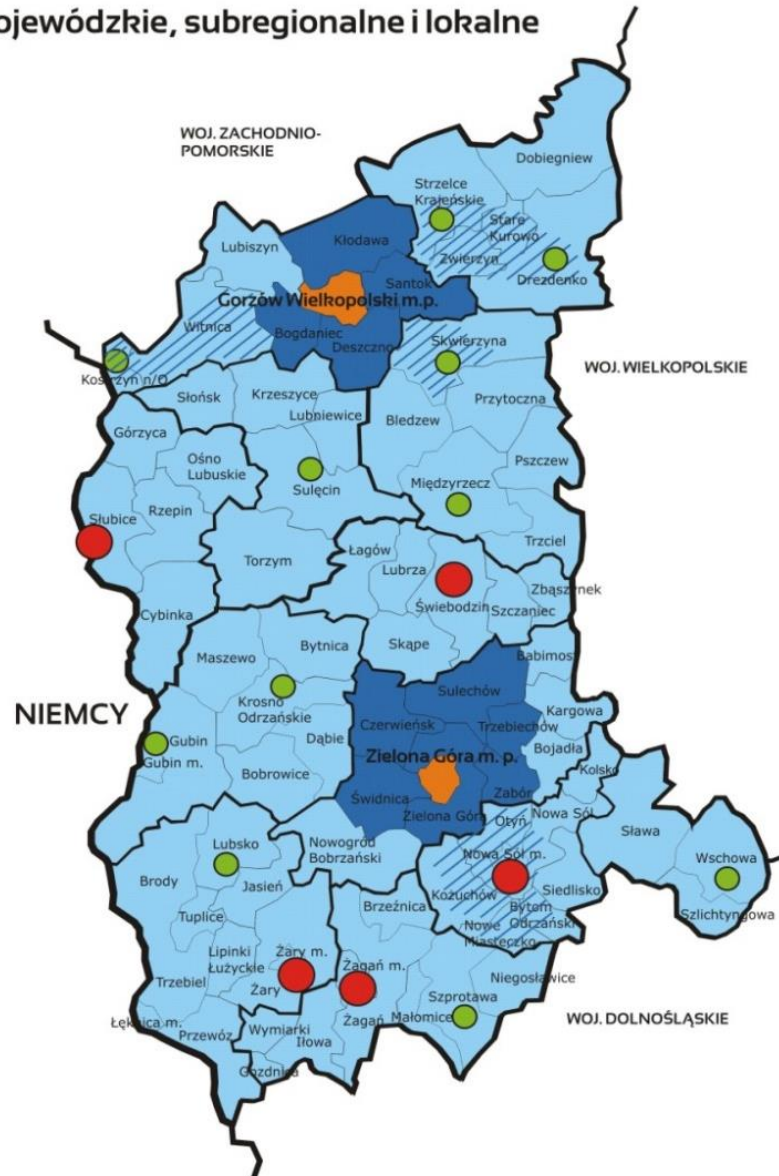 ojewódzkie, subregionalne i lokalne
WOJ. ZACHODNIO-
POMORSKIE
Dobiegniew
Strzelce
Krajeńskie
Stare
Kurowo
Zwierzyn
Drezdenko
Lubiszyn
Kłodawa
Santok
Gorzów Wielkopolski m.p.
Witnica
Bogdaniec
Deszczno
Skwierzyna
Kostrzyn n/O
WOJ. WIELKOPOLSKIE
Słońsk
Krzeszyce
Lubniewice
Bledzew
Przytoczna
Górzyca
Ośno
Lubuskie
Sulęcin
Międzyrzecz
Pszczew
Słubice
Rzepin
Trzciel
Torzym
Łagów
Lubrza
Świebodzin
Szczaniec
Zbąszynek
Cybinka
Skąpe
Maszewo
Bytnica
Babimost
Sulechów
Kargowa
NIEMCY
Krosno
Odrzańskie
Czerwieńsk
Trzebiechów
Gubin
Gubin m.
Dąbie
Bojadła
Zielona Góra m. p.
Kolsko
Bobrowice
Świdnica
Zabór
Zielona Góra
Otyń
Nowa Sól
Sława
Lubsko
Nowogród
Bobrzański
Nowa Sól m.
Wschowa
Brody
Jasień
Kożuchów
Siedlisko
Brzeźnica
Bytom
Odrzański
Szlichtyngowa
Tuplice
Nowe
Miasteczko
Lipinki
Łużyckie
Żary m.
Żagań m.
Niegosławice
Trzebiel
Żary
Szprotawa
Łęknica m.
Przewóz
Wymiarki
Iłowa
Żagań
Małomice
WOJ. DOLNOŚLĄSKIE
Gozdnica